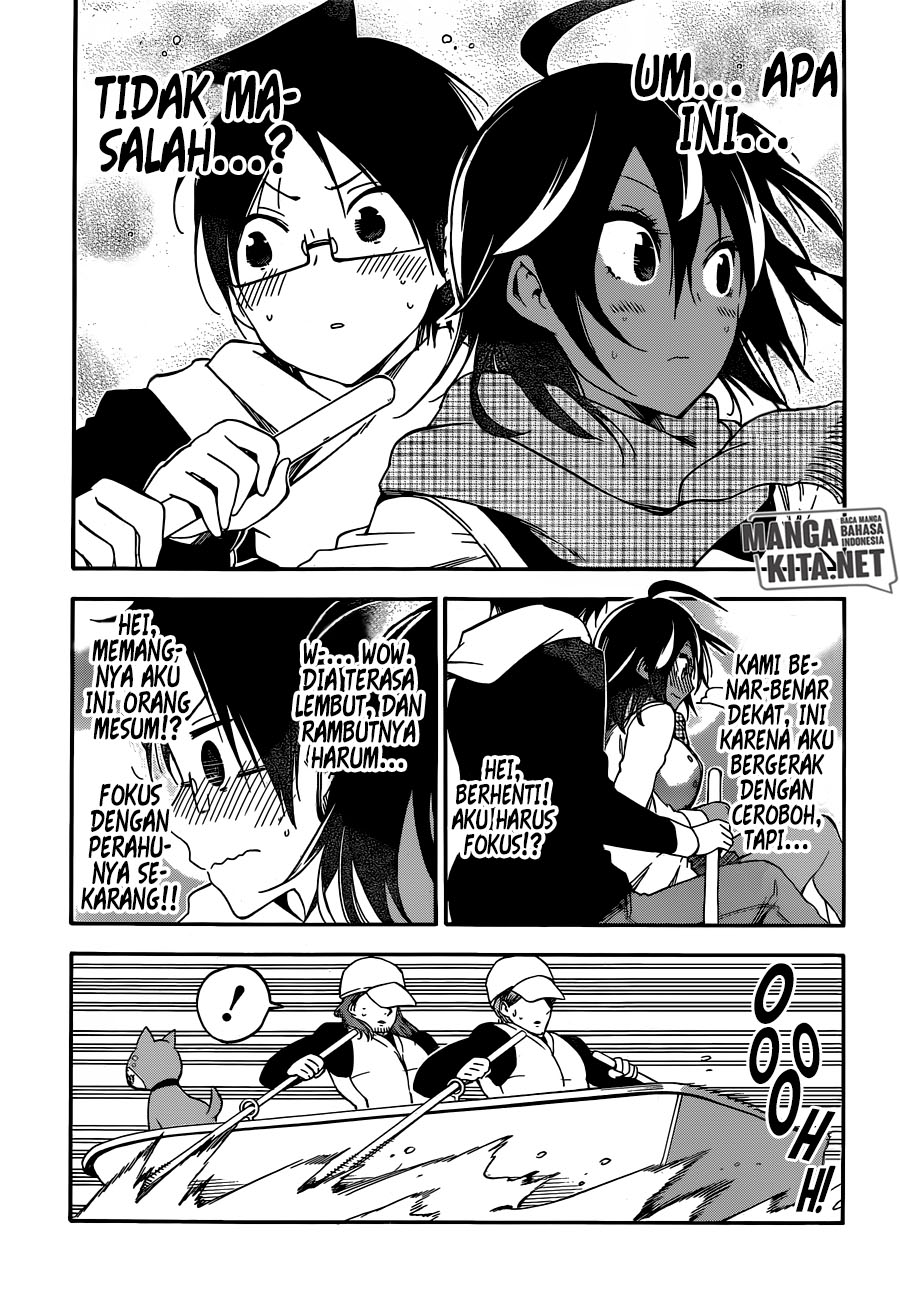 UM... APA
INI...
TIDAK MA-
SALAH...?
MANGA
-KITA.NET
BACA MANGA
BAHASA
INDONESIA
KAMI BE-
NAR-BENAR
DEKAT, INI
KARENA AKU
BERGERAK
DENGAN
CEROBOH,
TAPI...
HEI,
BERHENTI!
AKU HARUS
FOKUS!?
W-... WOW.
DIA TERASA
LEMBUT, DAN
RAMBUTNYA
HARUM...
HEI,
MEMANG-
NYA AKU
INI ORANG
MESUM!?
FOKUS
DENGAN
PERAHU-
NYA SE-
KARANG!!
OOOOO-H
H!
!